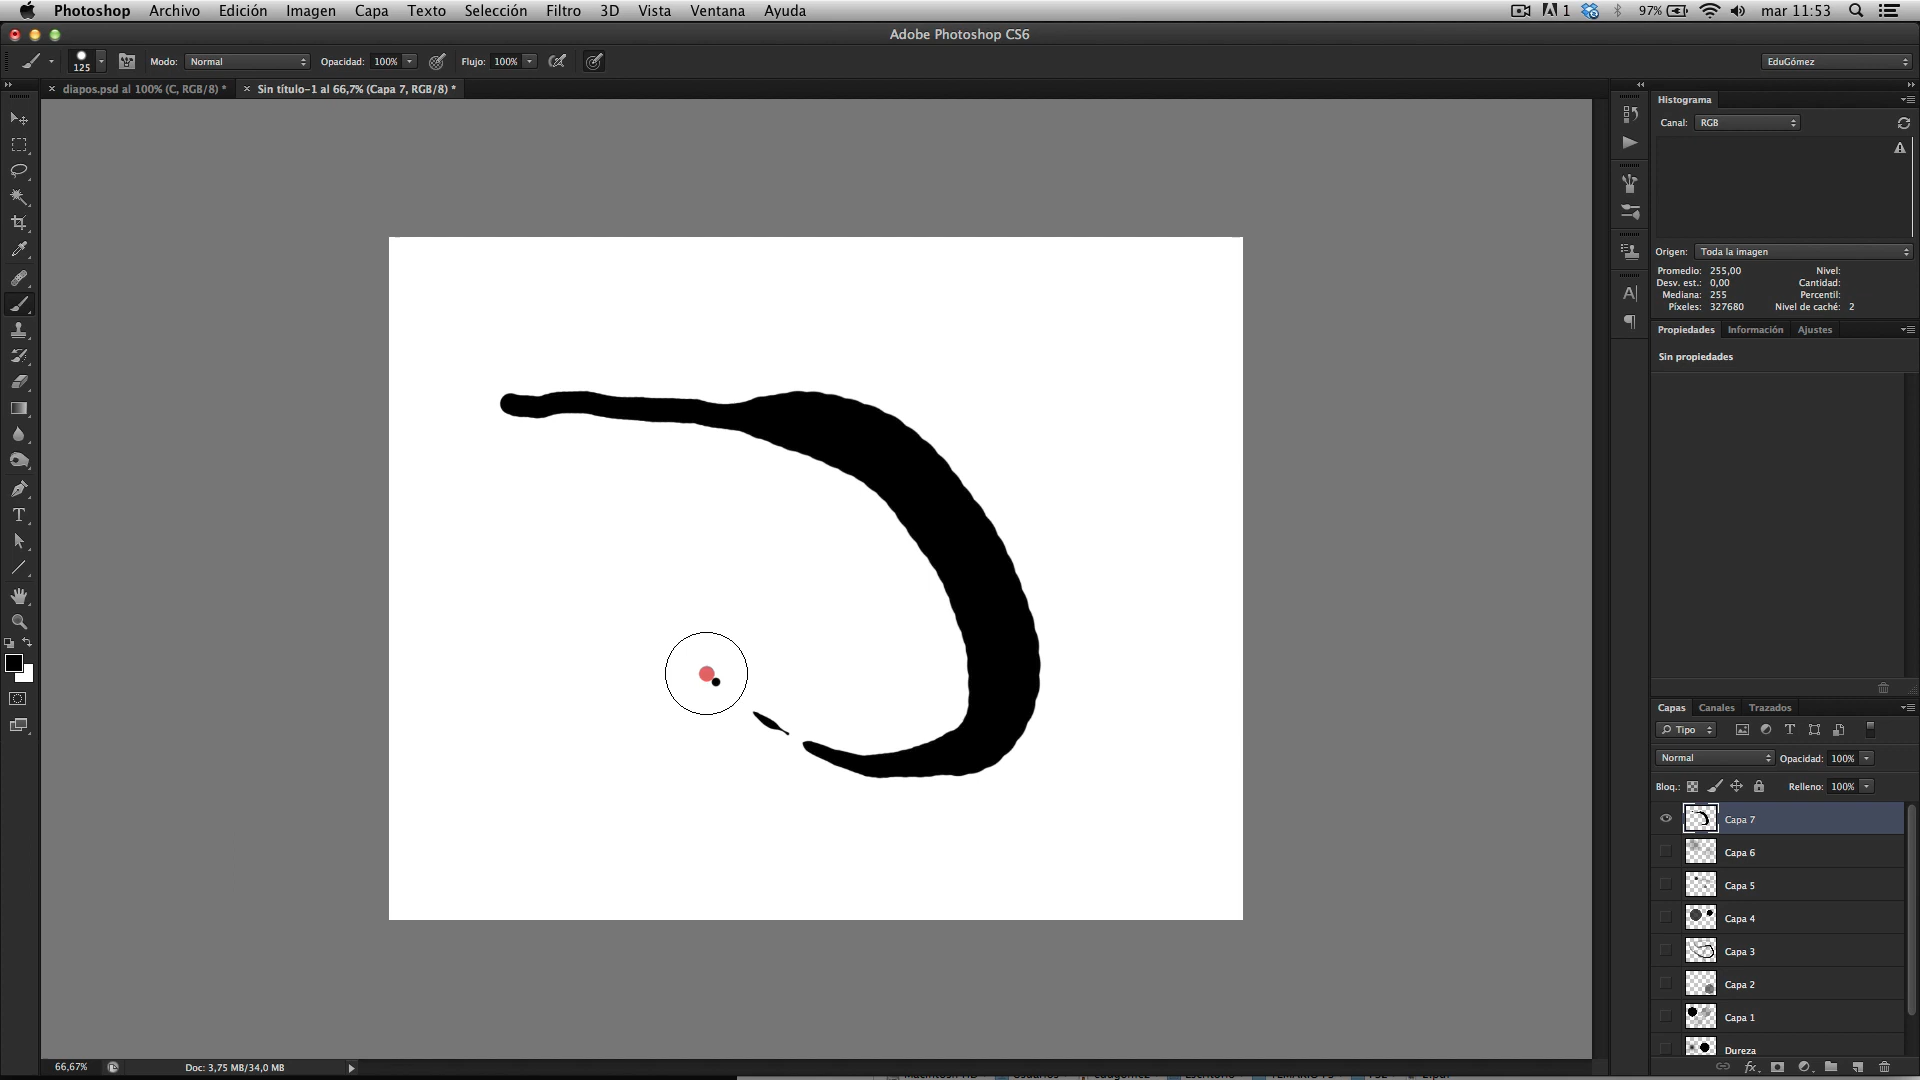 Photoshop Archivo Edición Imagen Capa Texto Selección Filtro 3D Vista Ventana Ayuda 1 97% mar 11:53
Adobe Photoshop CS6
125 Modo: Normal Opacidad: 100% Flujo: 100% EduGómez
diapos.psd al 100% (C, RGB/8) * Sin título-1 al 66,7% (Capa 7, RGB/8) *
Histograma
Canal: RGB
Origen: Toda la imagen
Promedio: 255,00 Nivel:
Desv. est.: 0,00 Cantidad:
Mediana: 255 Percentil:
Píxeles: 327680 Nivel de caché: 2
Propiedades Información Ajustes
Sin propiedades
Capas Canales Trazados
Tipo
Normal Opacidad: 100%
Bloq.: Relleno: 100%
Capa 7
Capa 6
Capa 5
Capa 4
Capa 3
Capa 2
Capa 1
Dureza
66,67% Doc: 3,75 MB/34,0 MB